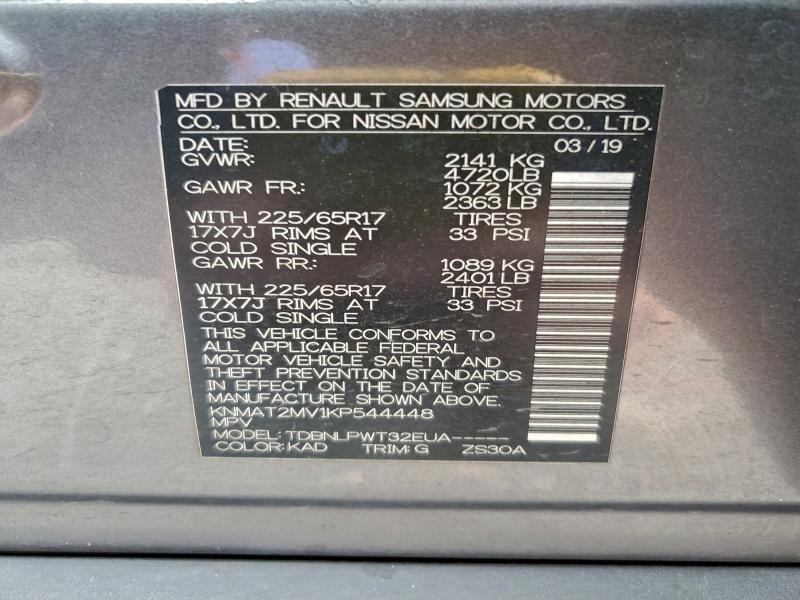 MFD BY RENAULT SAMSUNG MOTORS
CO., LTD. FOR NISSAN MOTOR CO., LTD.
DATE: 03/19
GVWR: 2141 KG
4720LB
GAWR FR.: 1072 KG
2363 LB
WITH 225/65R17 TIRES
17X7J RIMS AT 33 PSI
COLD SINGLE
GAWR RR.: 1089 KG
2401 LB
WITH 225/65R17 TIRES
17X7J RIMS AT 33 PSI
COLD SINGLE
THIS VEHICLE CONFORMS TO
ALL APPLICABLE FEDERAL
MOTOR VEHICLE SAFETY AND
THEFT PREVENTION STANDARDS
IN EFFECT ON THE DATE OF
MANUFACTURE SHOWN ABOVE.
KNMAT2MV1KP544448
MPV
MODEL: TDBNLPWT32EUA-----
COLOR:KAD TRIM:G ZS30A